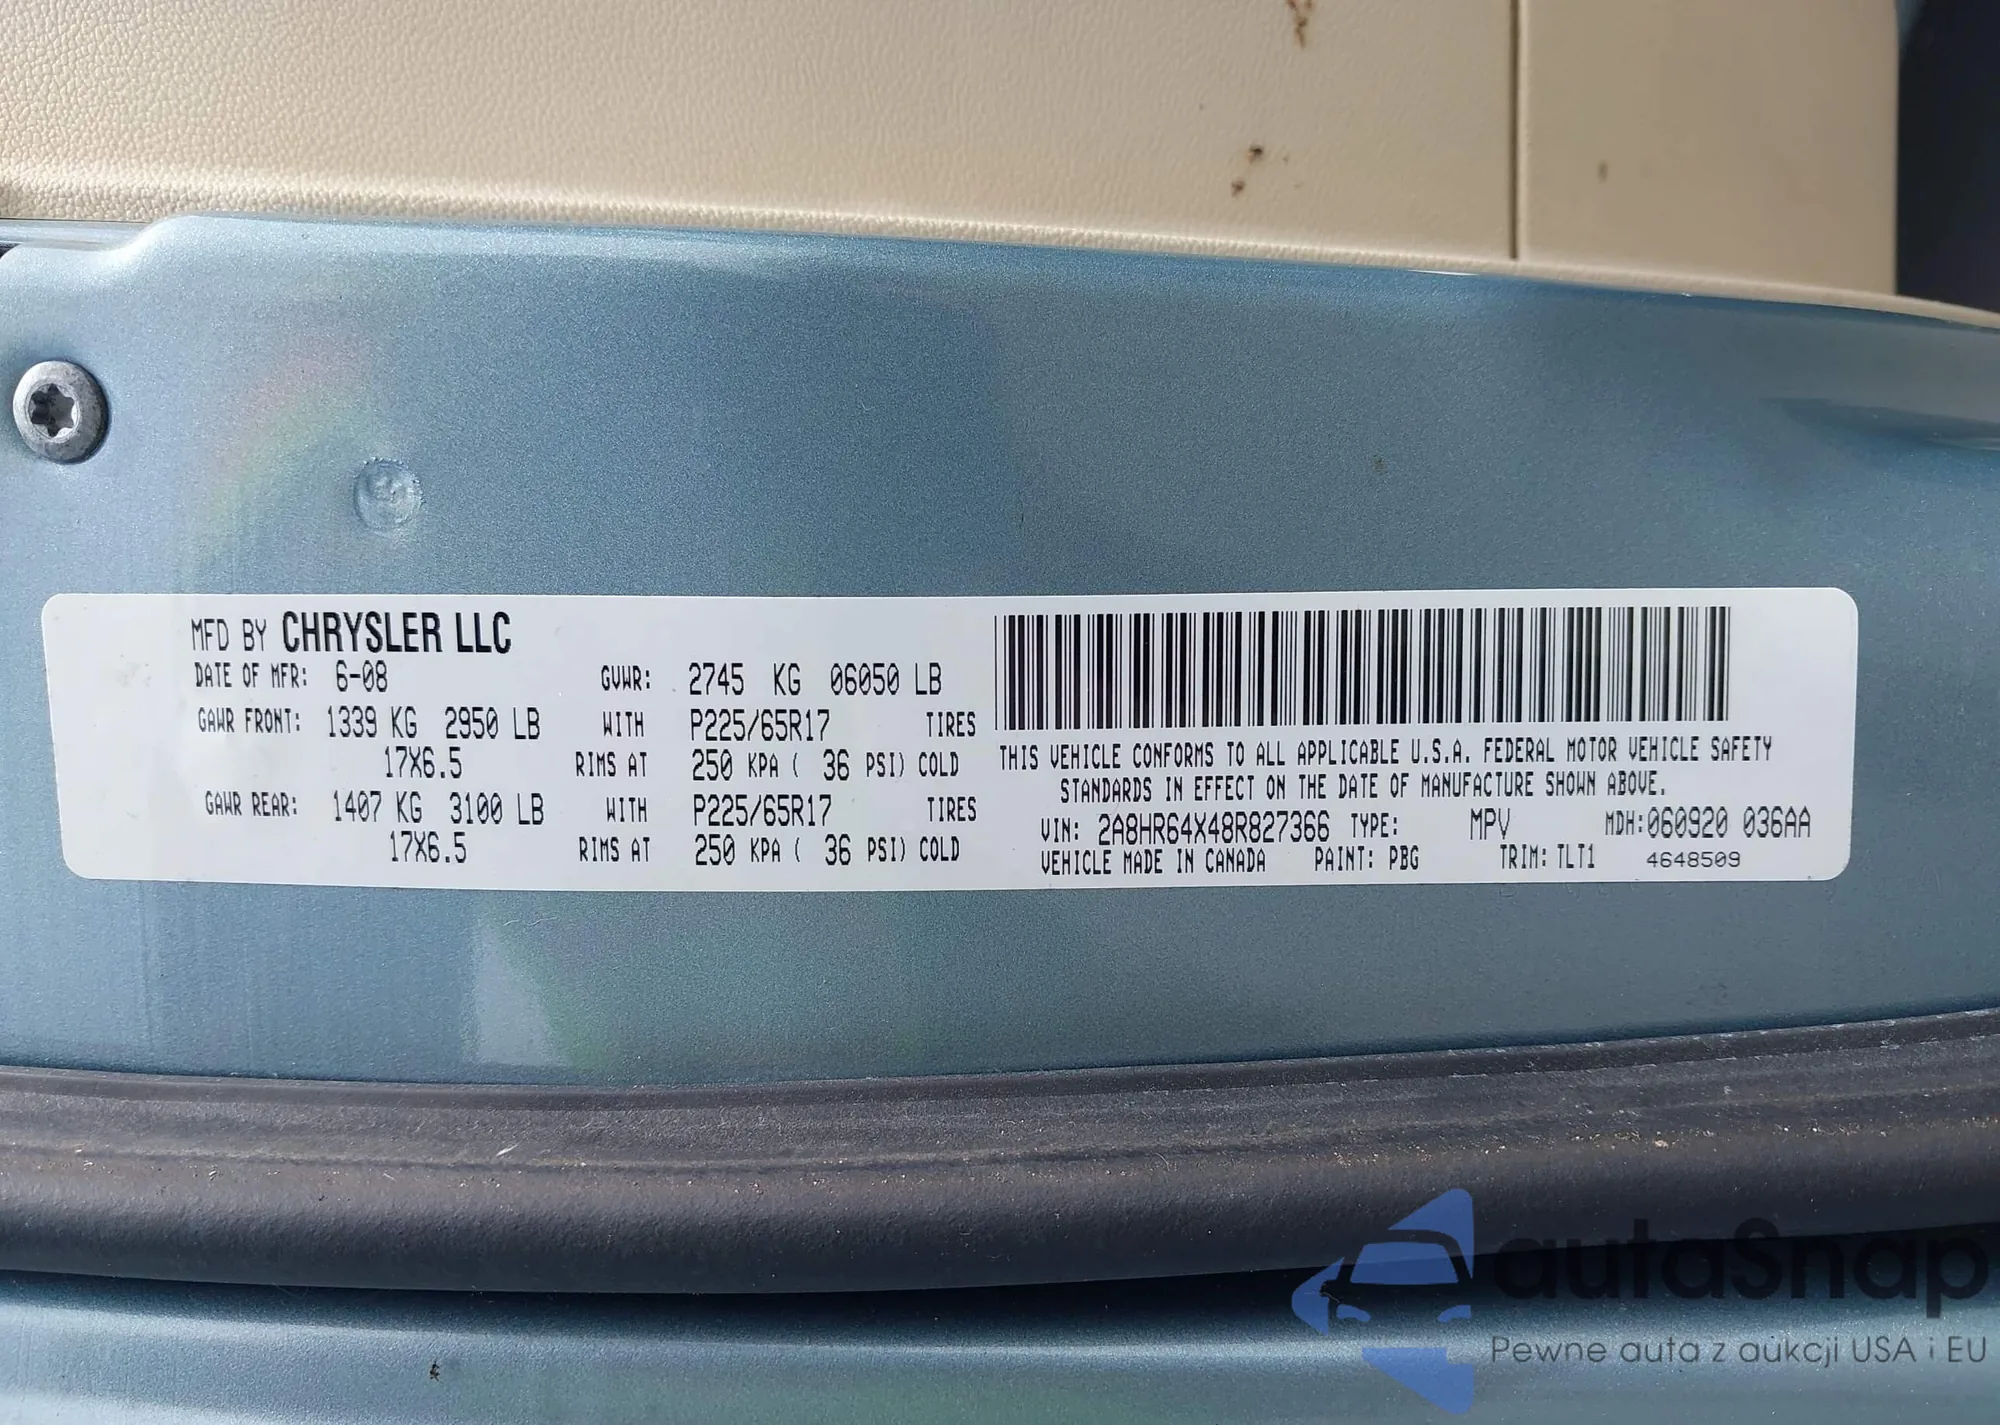 MFD BY CHRYSLER LLC
DATE OF MFR: 6-08 GVWR: 2745 KG 06050 LB
GAWR FRONT: 1339 KG 2950 LB WITH P225/65R17 TIRES
17X6.5 RIMS AT 250 KPA ( 36 PSI) COLD
GAWR REAR: 1407 KG 3100 LB WITH P225/65R17 TIRES
17X6.5 RIMS AT 250 KPA ( 36 PSI) COLD
THIS VEHICLE CONFORMS TO ALL APPLICABLE U.S.A. FEDERAL MOTOR VEHICLE SAFETY
STANDARDS IN EFFECT ON THE DATE OF MANUFACTURE SHOWN ABOVE.
VIN: 2A8HR64X48R827366 TYPE: MPV MDH:060920 036AA
VEHICLE MADE IN CANADA PAINT: PBG TRIM: TLT1 4648509
autaSnap
Pewne auta z aukcji USA i EU